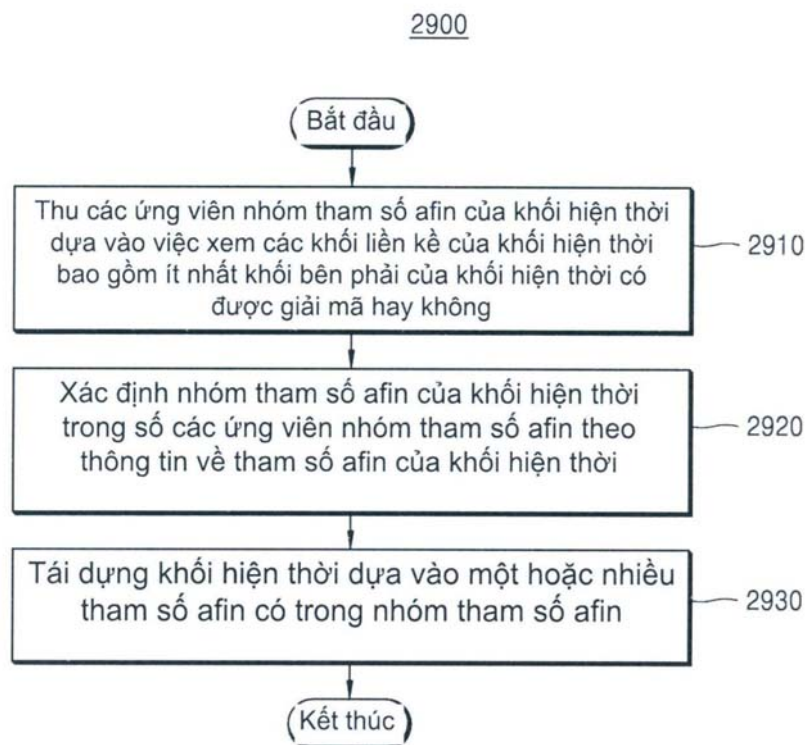 2900
Bắt đầu
Thu các ứng viên nhóm tham số afin của khối hiện thời
dựa vào việc xem các khối liền kề của khối hiện thời
bao gồm ít nhất khối bên phải của khối hiện thời có
được giải mã hay không
2910
Xác định nhóm tham số afin của khối hiện thời
trong số các ứng viên nhóm tham số afin theo
thông tin về tham số afin của khối hiện thời
2920
Tái dựng khối hiện thời dựa vào một hoặc nhiều
tham số afin có trong nhóm tham số afin
2930
Kết thúc